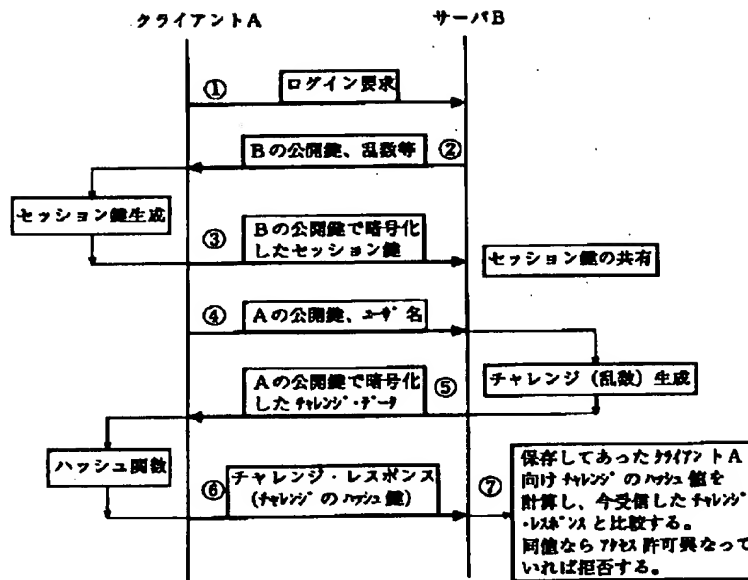 クライアントA
サーバB
①
ログイン要求
Bの公開鍵、乱数等
②
セッション鍵生成
③
Bの公開鍵で暗号化
したセッション鍵
セッション鍵の共有
④
Aの公開鍵、ユーザ名
チャレンジ(乱数)生成
Aの公開鍵で暗号化
したチャレンジ・データ
⑤
ハッシュ関数
⑥
チャレンジ・レスポンス
(チャレンジのハッシュ鍵)
⑦
保存してあったクライアントA
向けチャレンジのハッシュ値を
計算し、今受信したチャレンジ
・レスポンスと比較する。
同値ならアクセス許可異なって
いれば拒否する。